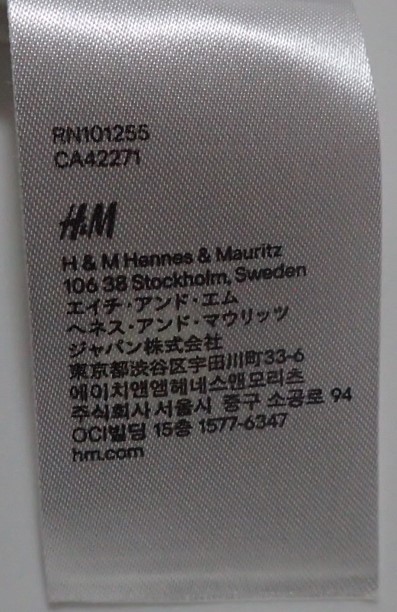 RN101255
CA42271
H&M
H & M Hennes & Mauritz
106 38 Stockholm, Sweden
エイチ・アンド・エム
ヘネス・アンド・マウリッツ
ジャパン株式会社
東京都渋谷区宇田川町33-6
에이치앤엠헤네스앤모리츠
주식회사 서울시 중구 소공로 94
OCI빌딩 15층 1577-6347
hm.com